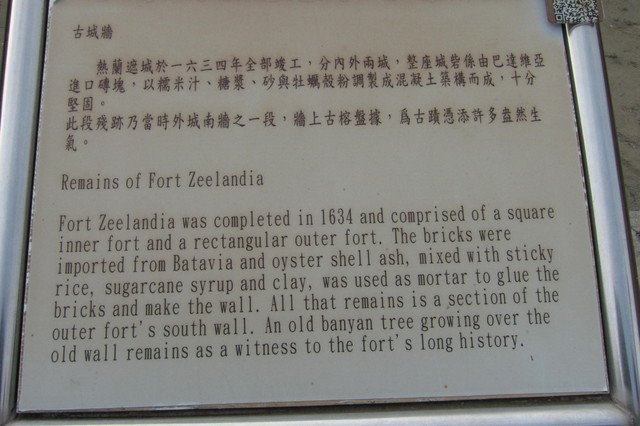 古城牆
熱蘭遮城於一六三四年全部竣工，分內外兩城，整座城砦係由巴達維亞
進口磚塊，以糯米汁、糖漿、砂與牡蠣殼粉調製成混凝土築構而成，十分
堅固。
此段殘跡乃當時外城南牆之一段，牆上古榕盤據，為古蹟憑添許多盎然生
氣。
Remains of Fort Zeelandia
Fort Zeelandia was completed in 1634 and comprised of a square
inner fort and a rectangular outer fort. The bricks were
imported from Batavia and oyster shell ash, mixed with sticky
rice, sugarcane syrup and clay, was used as mortar to glue the
bricks and make the wall. All that remains is a section of the
outer fort's south wall. An old banyan tree growing over the
old wall remains as a witness to the fort's long history.